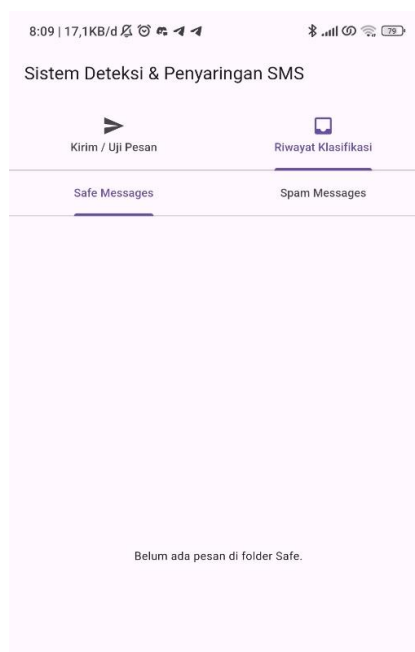 8:09 | 17,1KB/d
79
Sistem Deteksi & Penyaringan SMS
Kirim / Uji Pesan
Riwayat Klasifikasi
Safe Messages
Spam Messages
Belum ada pesan di folder Safe.